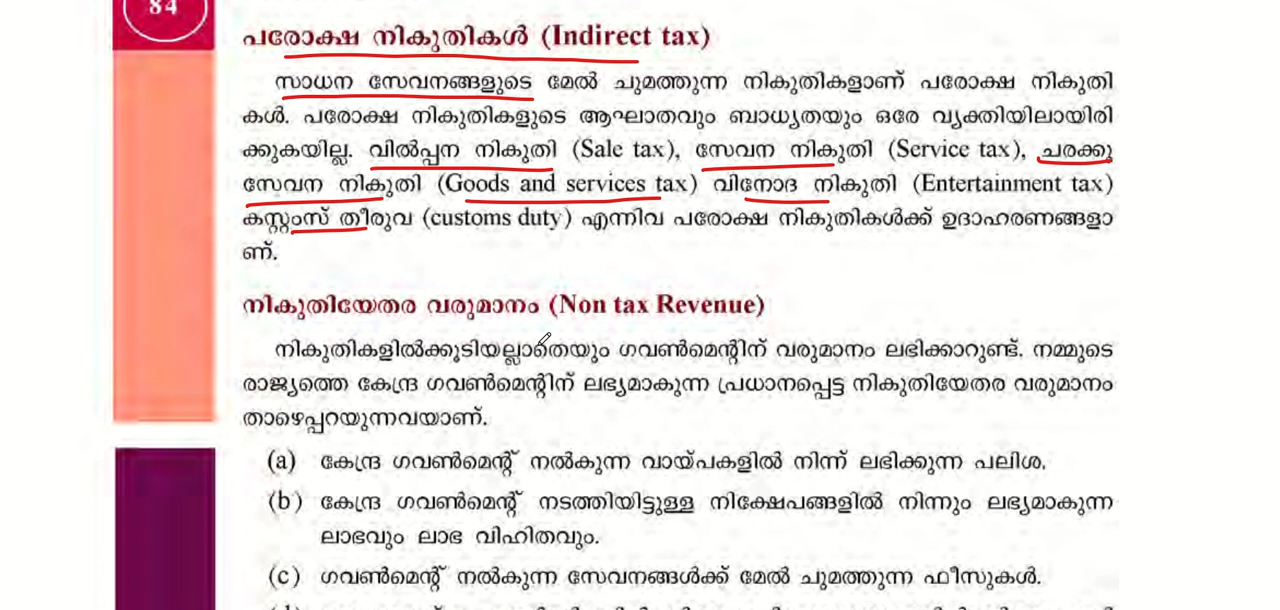 84
പരോക്ഷ നികുതികൾ (Indirect tax)
സാധന സേവനങ്ങളുടെ മേൽ ചുമത്തുന്ന നികുതികളാണ് പരോക്ഷ നികുതി
കൾ. പരോക്ഷ നികുതികളുടെ ആഘാതവും ബാധ്യതയും ഒരേ വ്യക്തിയിലായിരി
ക്കുകയില്ല. വിൽപ്പന നികുതി (Sale tax), സേവന നികുതി (Service tax), ചരക്കു
സേവന നികുതി (Goods and services tax) വിനോദ നികുതി (Entertainment tax)
കസ്റ്റംസ് തീരുവ (customs duty) എന്നിവ പരോക്ഷ നികുതികൾക്ക് ഉദാഹരണങ്ങളാ
ണ്.
നികുതിയേതര വരുമാനം (Non tax Revenue)
നികുതികളിൽക്കൂടിയല്ലാതെയും ഗവൺമെന്റിന് വരുമാനം ലഭിക്കാറുണ്ട്. നമ്മുടെ
രാജ്യത്തെ കേന്ദ്ര ഗവൺമെന്റിന് ലഭ്യമാകുന്ന പ്രധാനപ്പെട്ട നികുതിയേതര വരുമാനം
താഴെപ്പറയുന്നവയാണ്.
(a) കേന്ദ്ര ഗവൺമെന്റ് നൽകുന്ന വായ്പകളിൽ നിന്ന് ലഭിക്കുന്ന പലിശ.
(b) കേന്ദ്ര ഗവൺമെന്റ് നടത്തിയിട്ടുള്ള നിക്ഷേപങ്ങളിൽ നിന്നും ലഭ്യമാകുന്ന
ലാഭവും ലാഭ വിഹിതവും.
(c) ഗവൺമെന്റ് നൽകുന്ന സേവനങ്ങൾക്ക് മേൽ ചുമത്തുന്ന ഫീസുകൾ.